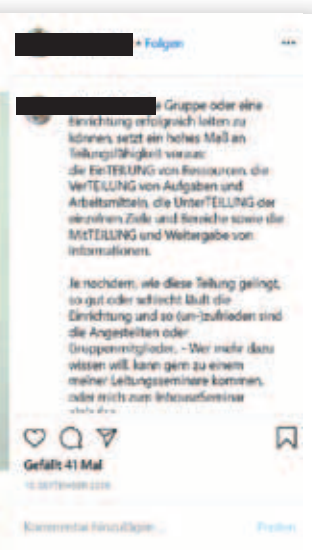 • Folgen
Gruppe oder eine
Einrichtung erfolgreich leiten zu
können, setzt ein hohes Maß an
Teilungsfähigkeit voraus:
die EinTEILUNG von Ressourcen, die
VerTEILUNG von Aufgaben und
Arbeitsmitteln, die UnterTEILUNG der
einzelnen Ziele und Bereiche sowie die
MitTEILUNG und Weitergabe von
Informationen.
Je nachdem, wie diese Teilung gelingt,
so gut oder schlecht läuft die
Einrichtung und so (un-)zufrieden sind
die Angestellten oder
Gruppenmitglieder. - Wer mehr dazu
wissen will, kann gern zu einem
meiner Leitungsseminare kommen,
oder mich zum InhouseSeminar
Gefällt 41 Mal
SEPTEMBER
Kommentar hinzufügen ...
Posten